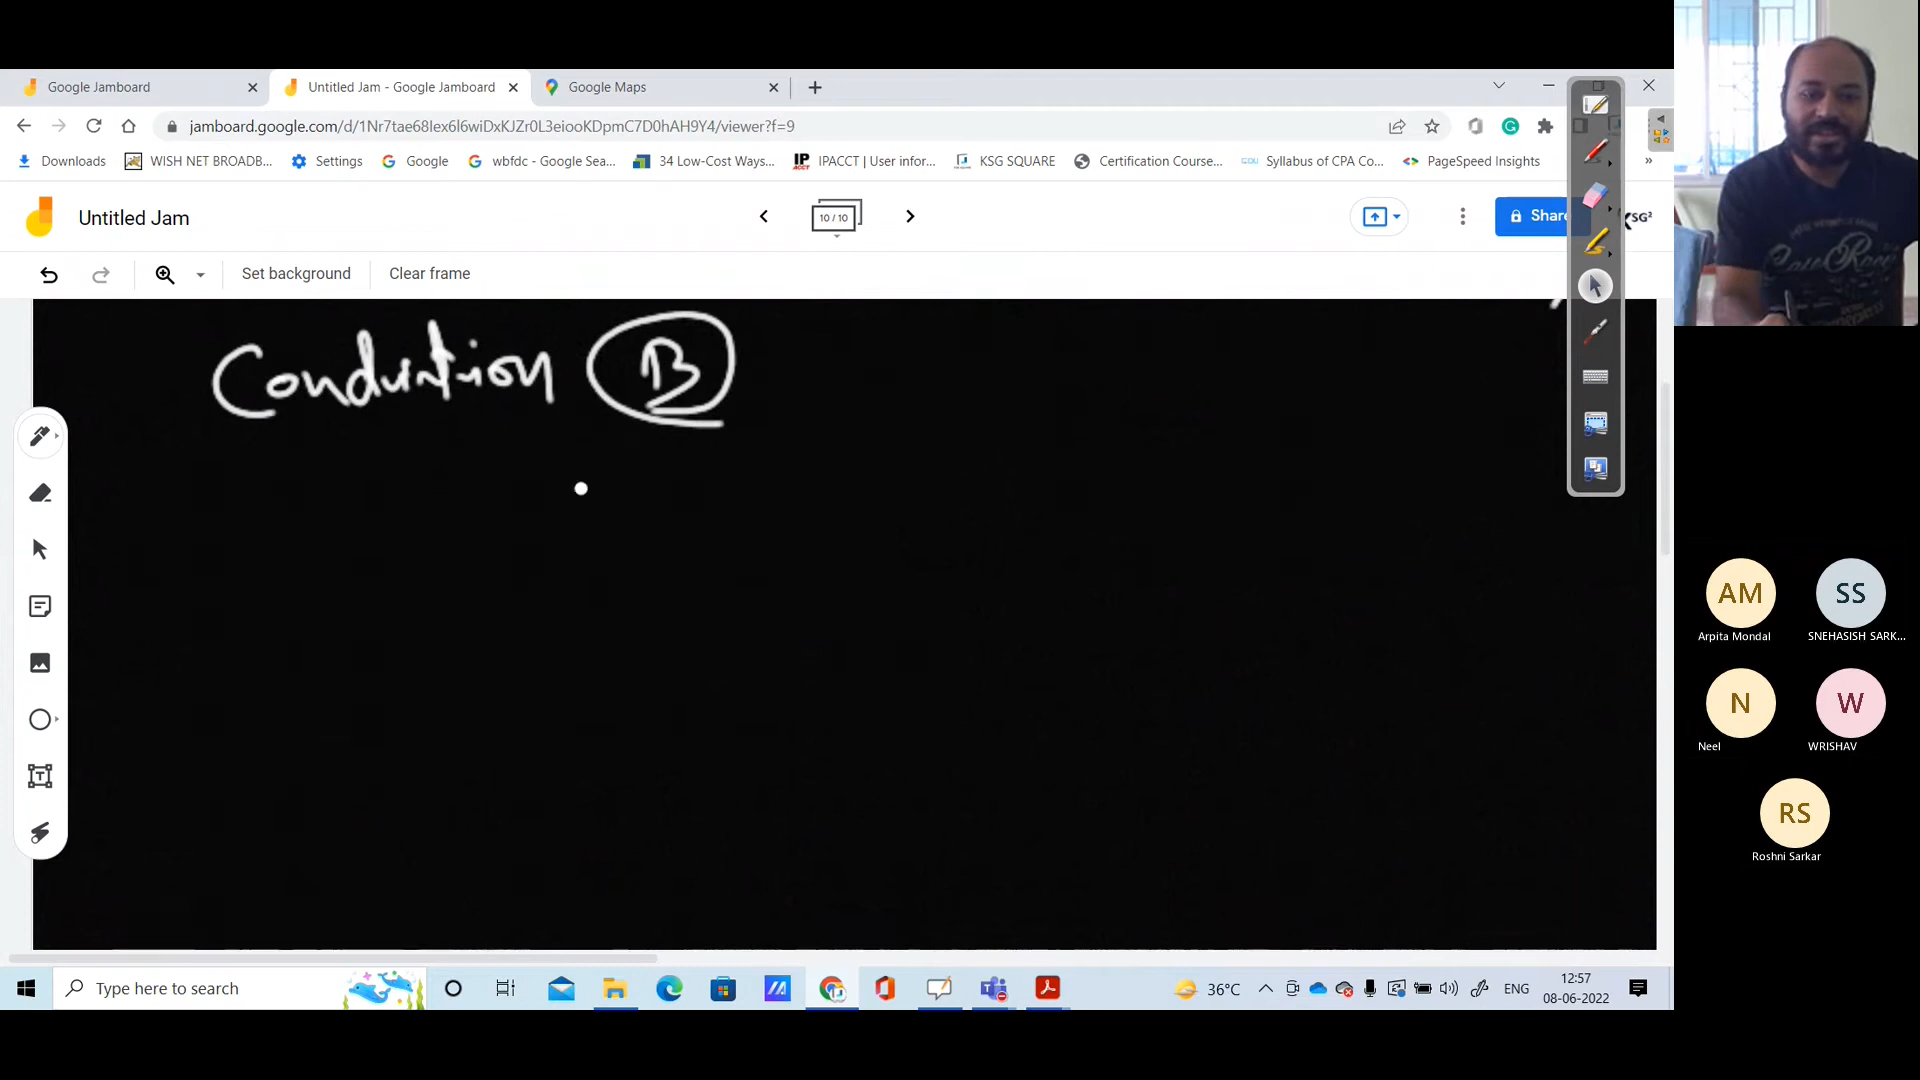 Google Jamboard
Untitled Jam - Google Jamboard
Google Maps
jamboard.google.com/d/1Nr7tae68Iex6l6wiDxKJZr0L3eiooKDpmC7D0hAH9Y4/viewer?f=9
Downloads
WISH NET BROADB...
Settings
Google
wbfdc - Google Sea...
34 Low-Cost Ways...
IPACCT | User infor...
KSG SQUARE
Certification Course...
Syllabus of CPA Co...
PageSpeed Insights
»
Untitled Jam
10 / 10
Share
Set background
Clear frame
Conduction B
AM
Arpita Mondal
SS
SNEHASISH SARK...
N
Neel
W
WRISHAV
RS
Roshni Sarkar
Type here to search
36°C
ENG
12:57
08-06-2022